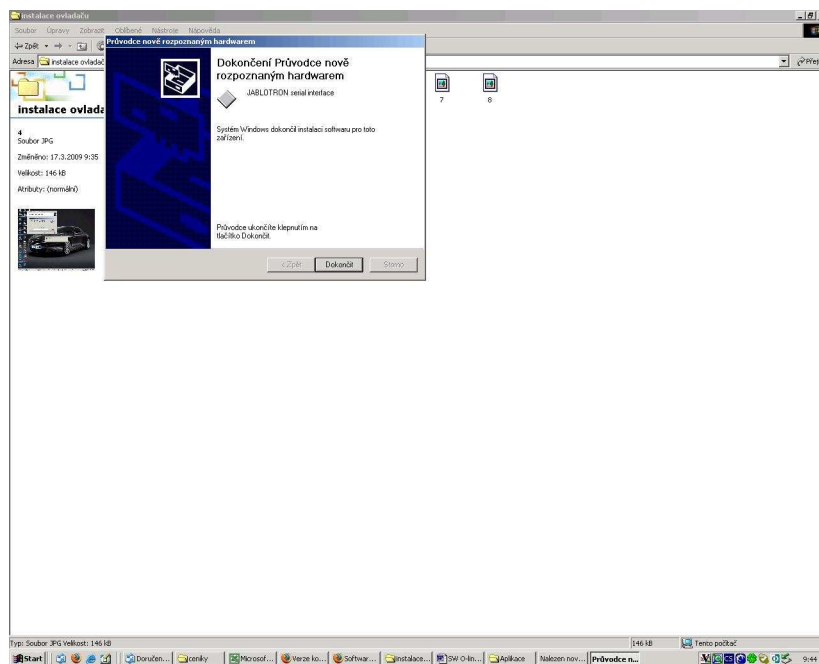 instalace ovladaču
Soubor Úpravy Zobrazit Oblíbené Nástroje Nápověda
Zpět
Adresa instalace ovladač
Přej
Průvodce nově rozpoznaným hardwarem
Dokončení Průvodce nově
rozpoznaným hardwarem
JABLOTRON serial interface
Systém Windows dokončil instalaci softwaru pro toto
zařízení.
Průvodce ukončíte klepnutím na
tlačítko Dokončit.
< Zpět Dokončit Storno
7 8
instalace ovlada
4
Soubor JPG
Změněno: 17.3.2009 9:35
Velikost: 146 kB
Atributy: (normální)
Typ: Soubor JPG Velikost: 146 kB
146 kB Tento počítač
Start Doručen... ceniky Microsof... Verze ko... Softwar... instalace... SW O-lin... Aplikace Nalezen nov... Průvodce n... CS 9:44